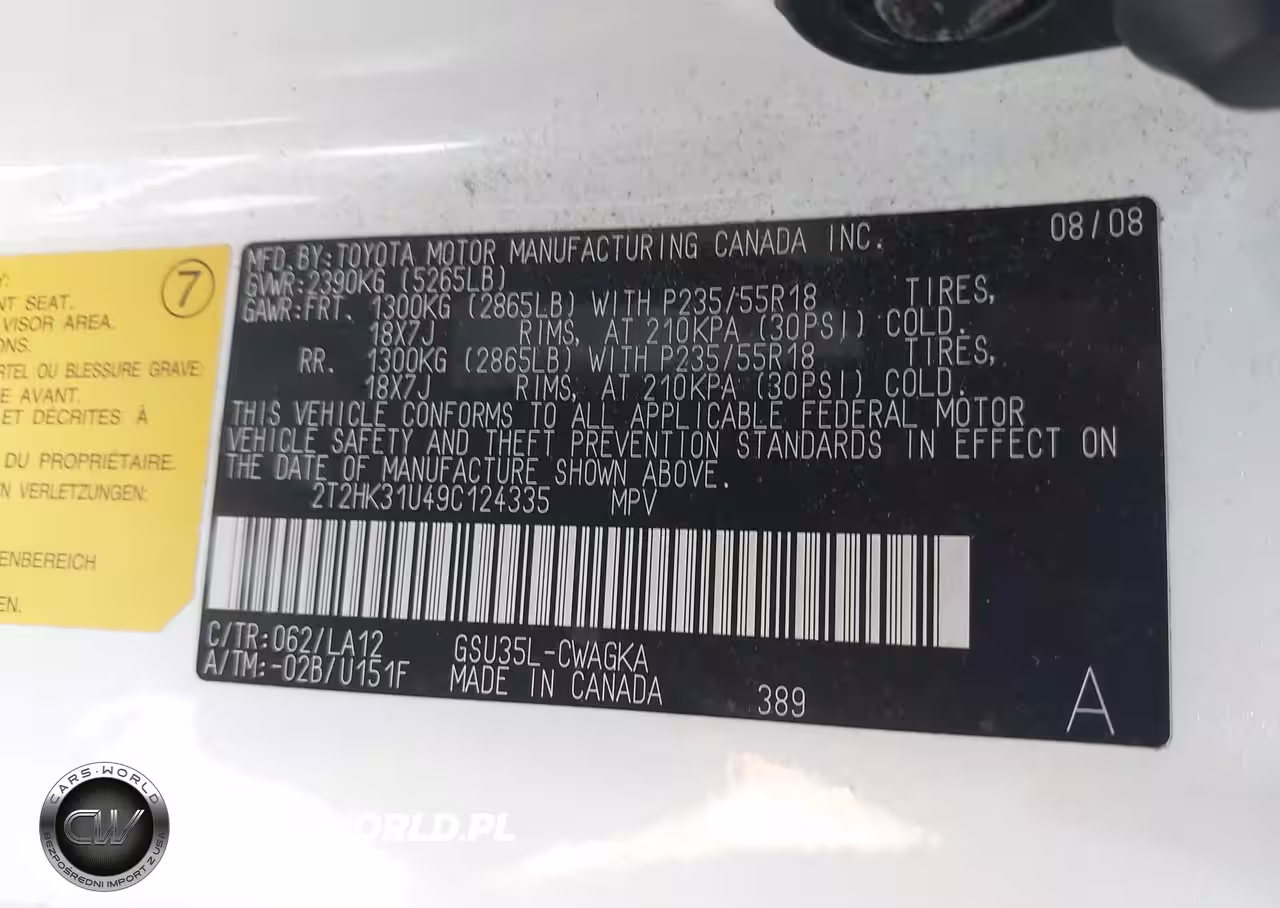 08/08
MFD.BY:TOYOTA MOTOR MANUFACTURING CANADA INC.
GVWR:2390KG (5265LB)
GAWR:FRT. 1300KG (2865LB) WITH P235/55R18 TIRES,
18X7J RIMS, AT 210KPA (30PSI) COLD.
RR. 1300KG (2865LB) WITH P235/55R18 TIRES,
18X7J RIMS, AT 210KPA (30PSI) COLD.
THIS VEHICLE CONFORMS TO ALL APPLICABLE FEDERAL MOTOR
VEHICLE SAFETY AND THEFT PREVENTION STANDARDS IN EFFECT ON
THE DATE OF MANUFACTURE SHOWN ABOVE.
2T2HK31U49C124335 MPV
C/TR:062/LA12 GSU35L-CWAGKA
A/TM:-02B/U151F MADE IN CANADA 389 A
7
NT SEAT.
VISOR AREA.
ONS.
RTEL OU BLESSURE GRAVE:
E AVANT.
ET DÉCRITES À
DU PROPRIÉTAIRE.
N VERLETZUNGEN:
ENBEREICH
EN.
CARS-WORLD
CW
BEZPOŚREDNI IMPORT Z USA
ORLD.PL